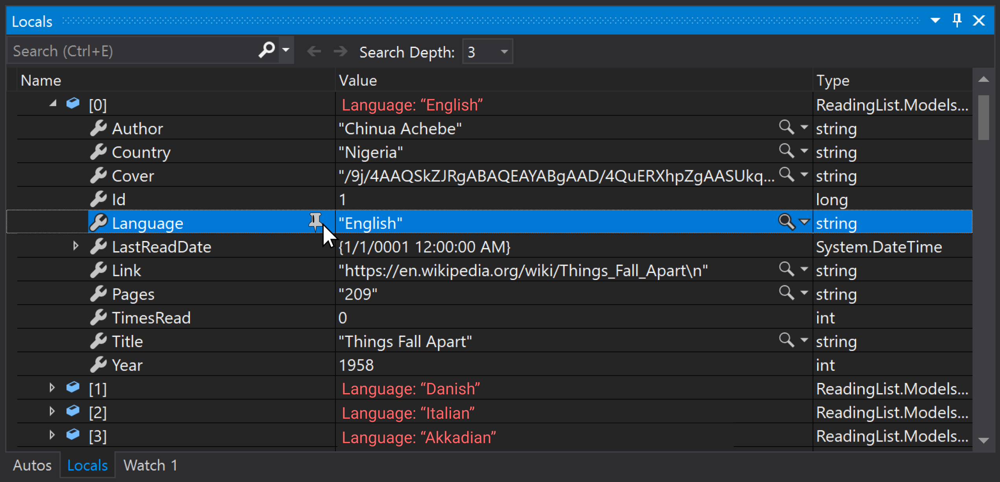 Locals
Search (Ctrl+E) Search Depth: 3
Name Value Type
[0] Language: “English” ReadingList.Models...
Author "Chinua Achebe" string
Country "Nigeria" string
Cover "/9j/4AAQSkZJRgABAQEAYABgAAD/4QuERXhpZgAASUkq... string
Id 1 long
Language "English" string
LastReadDate {1/1/0001 12:00:00 AM} System.DateTime
Link "https://en.wikipedia.org/wiki/Things_Fall_Apart\n" string
Pages "209" string
TimesRead 0 int
Title "Things Fall Apart" string
Year 1958 int
[1] Language: “Danish” ReadingList.Models...
[2] Language: “Italian” ReadingList.Models...
[3] Language: “Akkadian” ReadingList.Models...
Autos Locals Watch 1